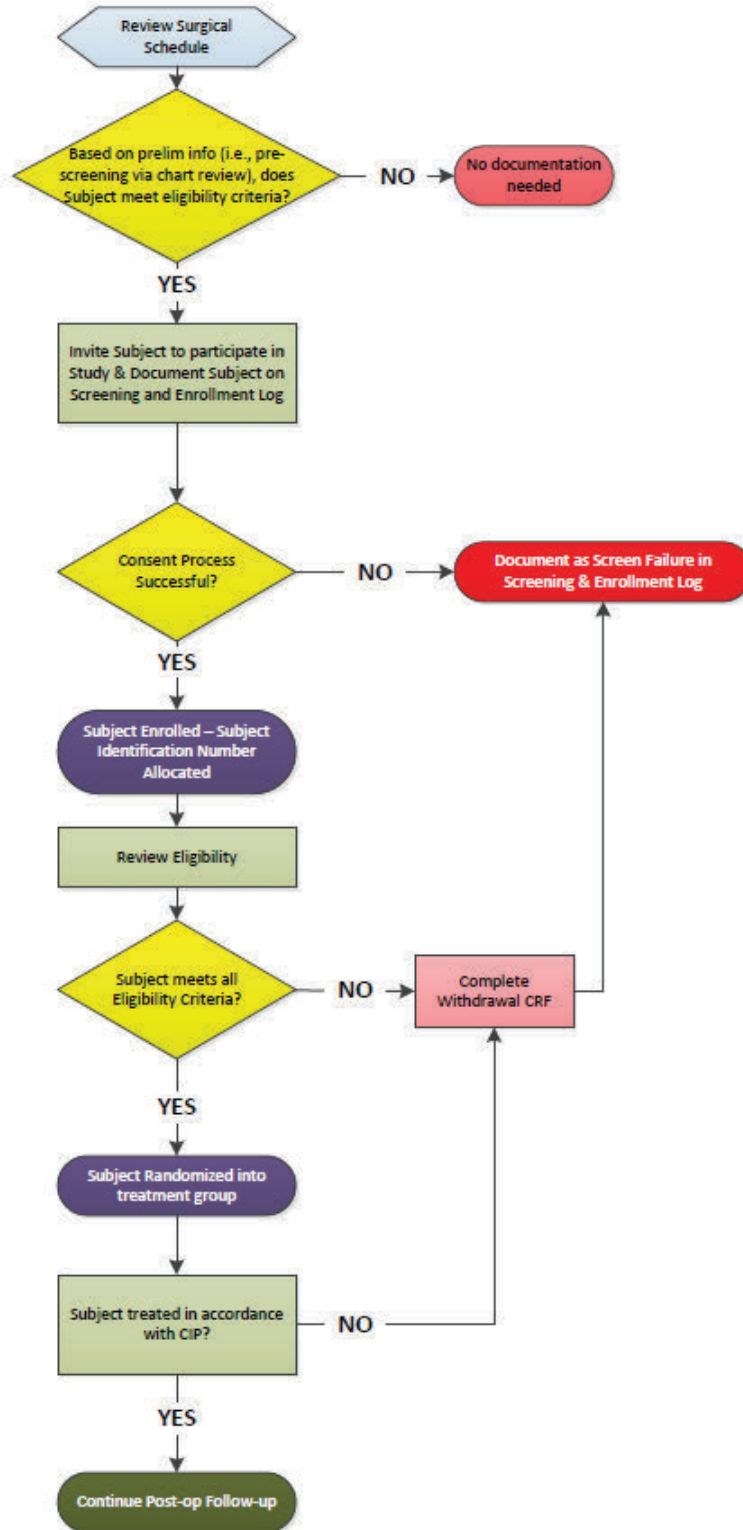 Review Surgical
Schedule
Based on prelim info (i.e., pre-
screening via chart review), does
Subject meet eligibility criteria?
NO
No documentation
needed
YES
Invite Subject to participate in
Study & Document Subject on
Screening and Enrollment Log
Consent Process
Successful?
NO
Document as Screen Failure in
Screening & Enrollment Log
YES
Subject Enrolled – Subject
Identification Number
Allocated
Review Eligibility
Subject meets all
Eligibility Criteria?
NO
Complete
Withdrawal CRF
YES
Subject Randomized into
treatment group
Subject treated in accordance
with CIP?
NO
YES
Continue Post-op Follow-up